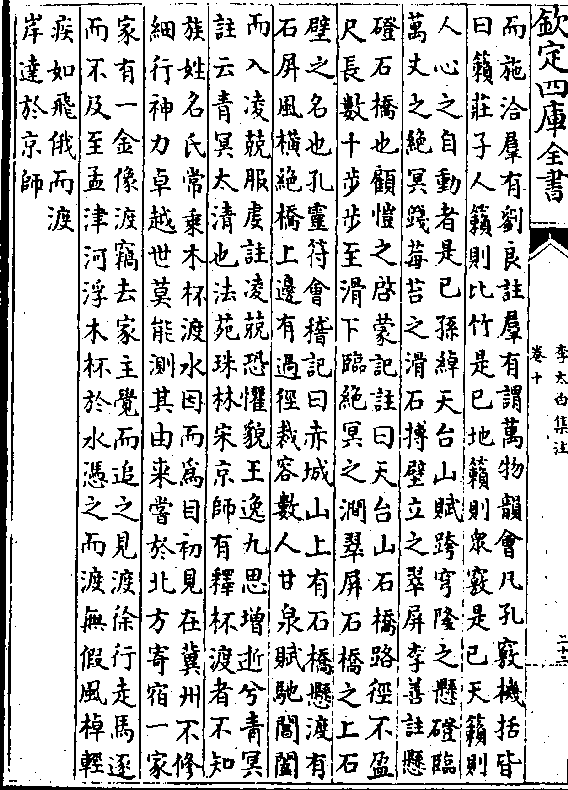 欽定四庫全書
李太白集注
卷十
而施洽羣有劉良註羣有謂萬物韻會凡孔竅機括皆
曰籟莊子人籟則比竹是已地籟則衆竅是已天籟則
人心之自動者是已孫綽天台山賦跨穹隆之懸磴臨
萬丈之絶冥踐莓苔之滑石搏壁立之翠屏李善註懸
磴石橋也顧愷之啓蒙記註曰天台山石橋路徑不盈
尺長數十步步至滑下臨絶冥之澗翠屏石橋之上石
壁之名也孔靈符會稽記曰赤城山上有石橋懸渡有
石屏風橫絶橋上邊有過徑裁容數人甘泉賦馳閶闔
而入凌兢服虔註凌兢恐懼貌王逸九思增逝兮青冥
註云青冥太清也法苑珠林宋京師有釋杯渡者不知
族姓名氏常乗木杯渡水因而為目初見在冀州不修
細行神力卓越世莫能測其由來嘗於北方寄宿一家
家有一金像渡竊去家主覺而追之見渡徐行走馬逐
而不及至孟津河浮木杯於水憑之而渡無假風棹輕
疾如飛俄而渡
岸達於京師